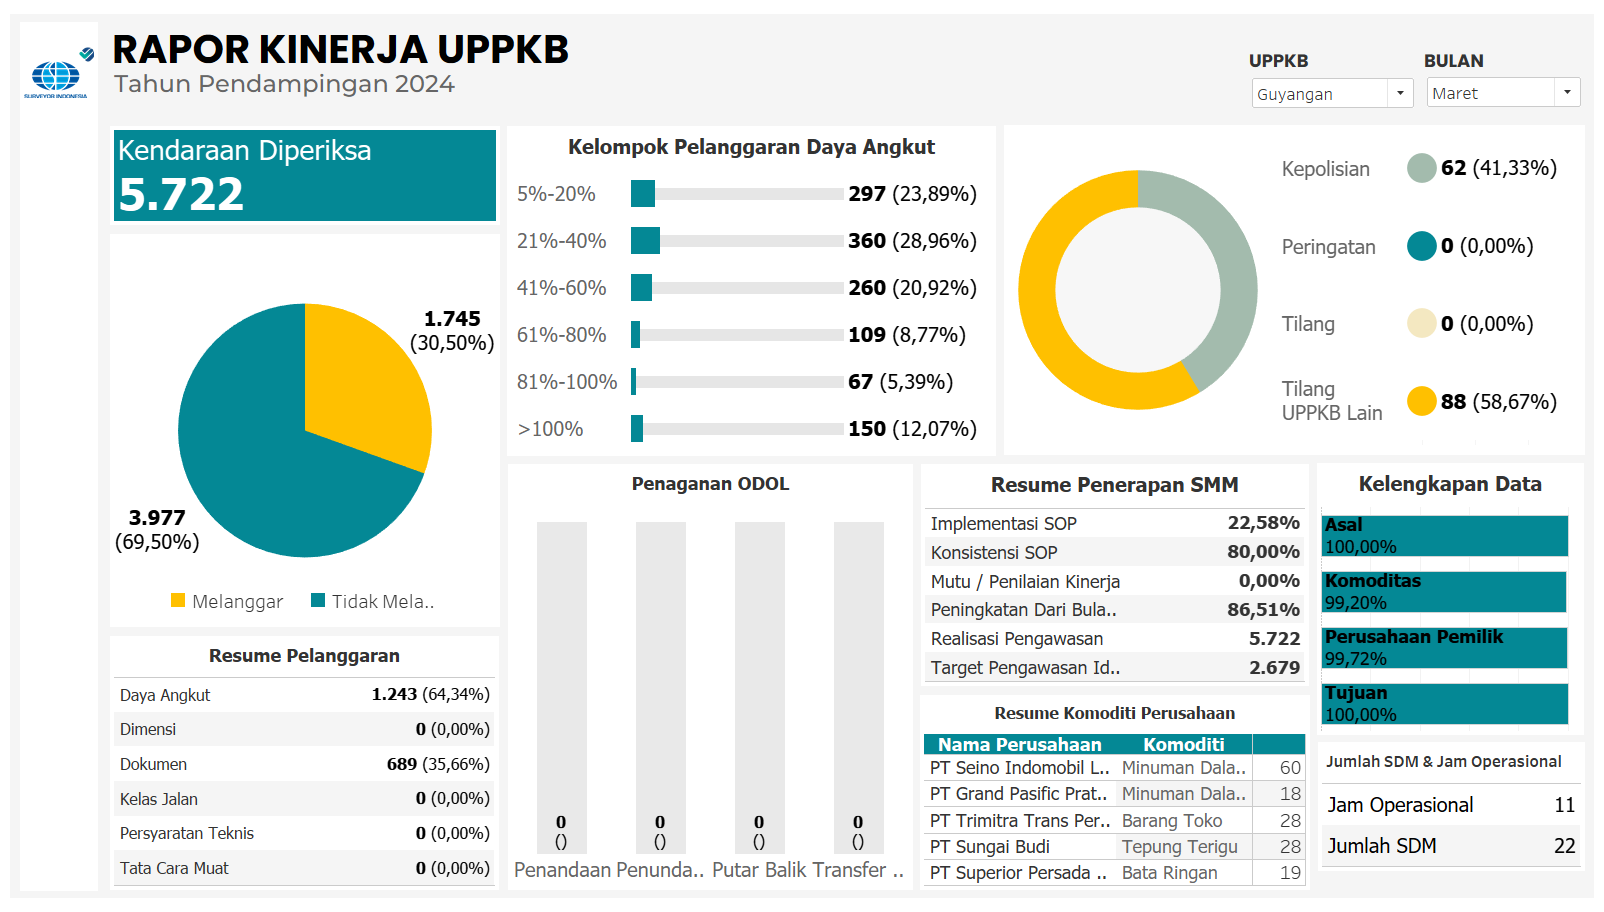 SURVEYOR INDONESIA
RAPOR KINERJA UPPKB
Tahun Pendampingan 2024
UPPKB
Guyangan
BULAN
Maret
Kendaraan Diperiksa
5.722
1.745
(30,50%)
3.977
(69,50%)
Melanggar
Tidak Mela..
Resume Pelanggaran
Daya Angkut 1.243 (64,34%)
Dimensi 0 (0,00%)
Dokumen 689 (35,66%)
Kelas Jalan 0 (0,00%)
Persyaratan Teknis 0 (0,00%)
Tata Cara Muat 0 (0,00%)
Kelompok Pelanggaran Daya Angkut
5%-20% 297 (23,89%)
21%-40% 360 (28,96%)
41%-60% 260 (20,92%)
61%-80% 109 (8,77%)
81%-100% 67 (5,39%)
>100% 150 (12,07%)
Kepolisian 62 (41,33%)
Peringatan 0 (0,00%)
Tilang 0 (0,00%)
Tilang
UPPKB Lain 88 (58,67%)
Penaganan ODOL
0 0 0 0
() () () ()
Penandaan Penunda.. Putar Balik Transfer ..
Resume Penerapan SMM
Implementasi SOP 22,58%
Konsistensi SOP 80,00%
Mutu / Penilaian Kinerja 0,00%
Peningkatan Dari Bula.. 86,51%
Realisasi Pengawasan 5.722
Target Pengawasan Id.. 2.679
Resume Komoditi Perusahaan
Nama Perusahaan Komoditi
PT Seino Indomobil L.. Minuman Dala.. 60
PT Grand Pasific Prat.. Minuman Dala.. 18
PT Trimitra Trans Per.. Barang Toko 28
PT Sungai Budi Tepung Terigu 28
PT Superior Persada .. Bata Ringan 19
Kelengkapan Data
Asal
100,00%
Komoditas
99,20%
Perusahaan Pemilik
99,72%
Tujuan
100,00%
Jumlah SDM & Jam Operasional
Jam Operasional 11
Jumlah SDM 22